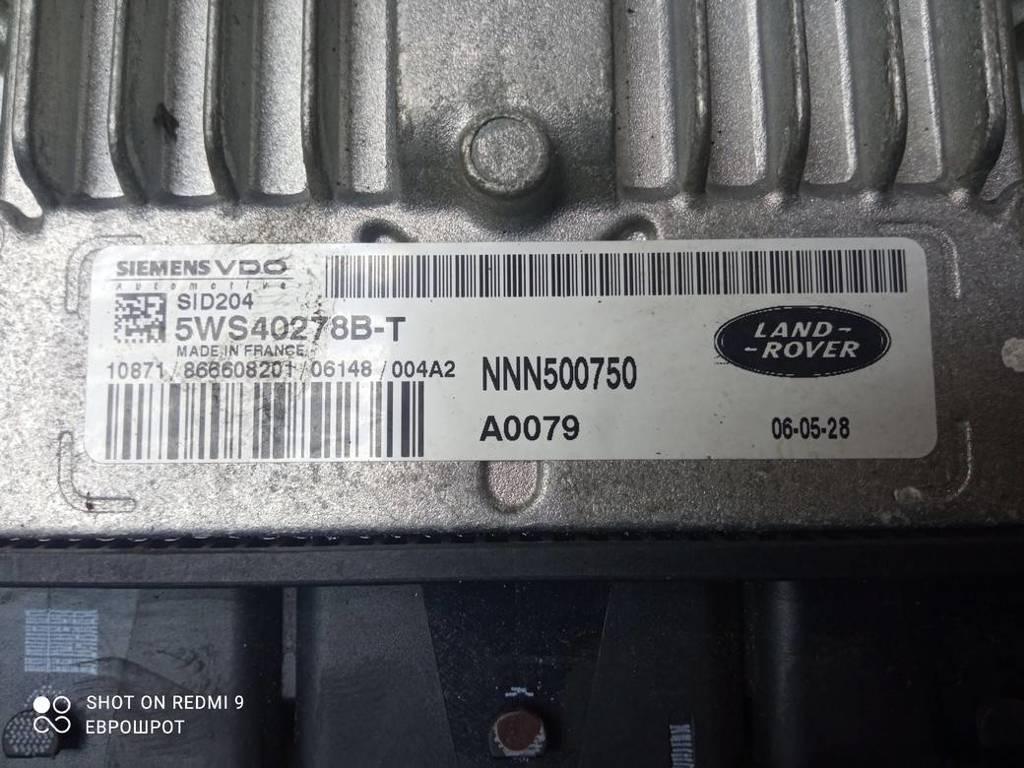 SIEMENS VDO
Automotive
SID204
5WS40278B-T
MADE IN FRANCE
10871 / 866608201 / 06148 / 004A2
NNN500750
A0079
LAND-
-ROVER
06-05-28
SHOT ON REDMI 9
ЕВРОШРОТ